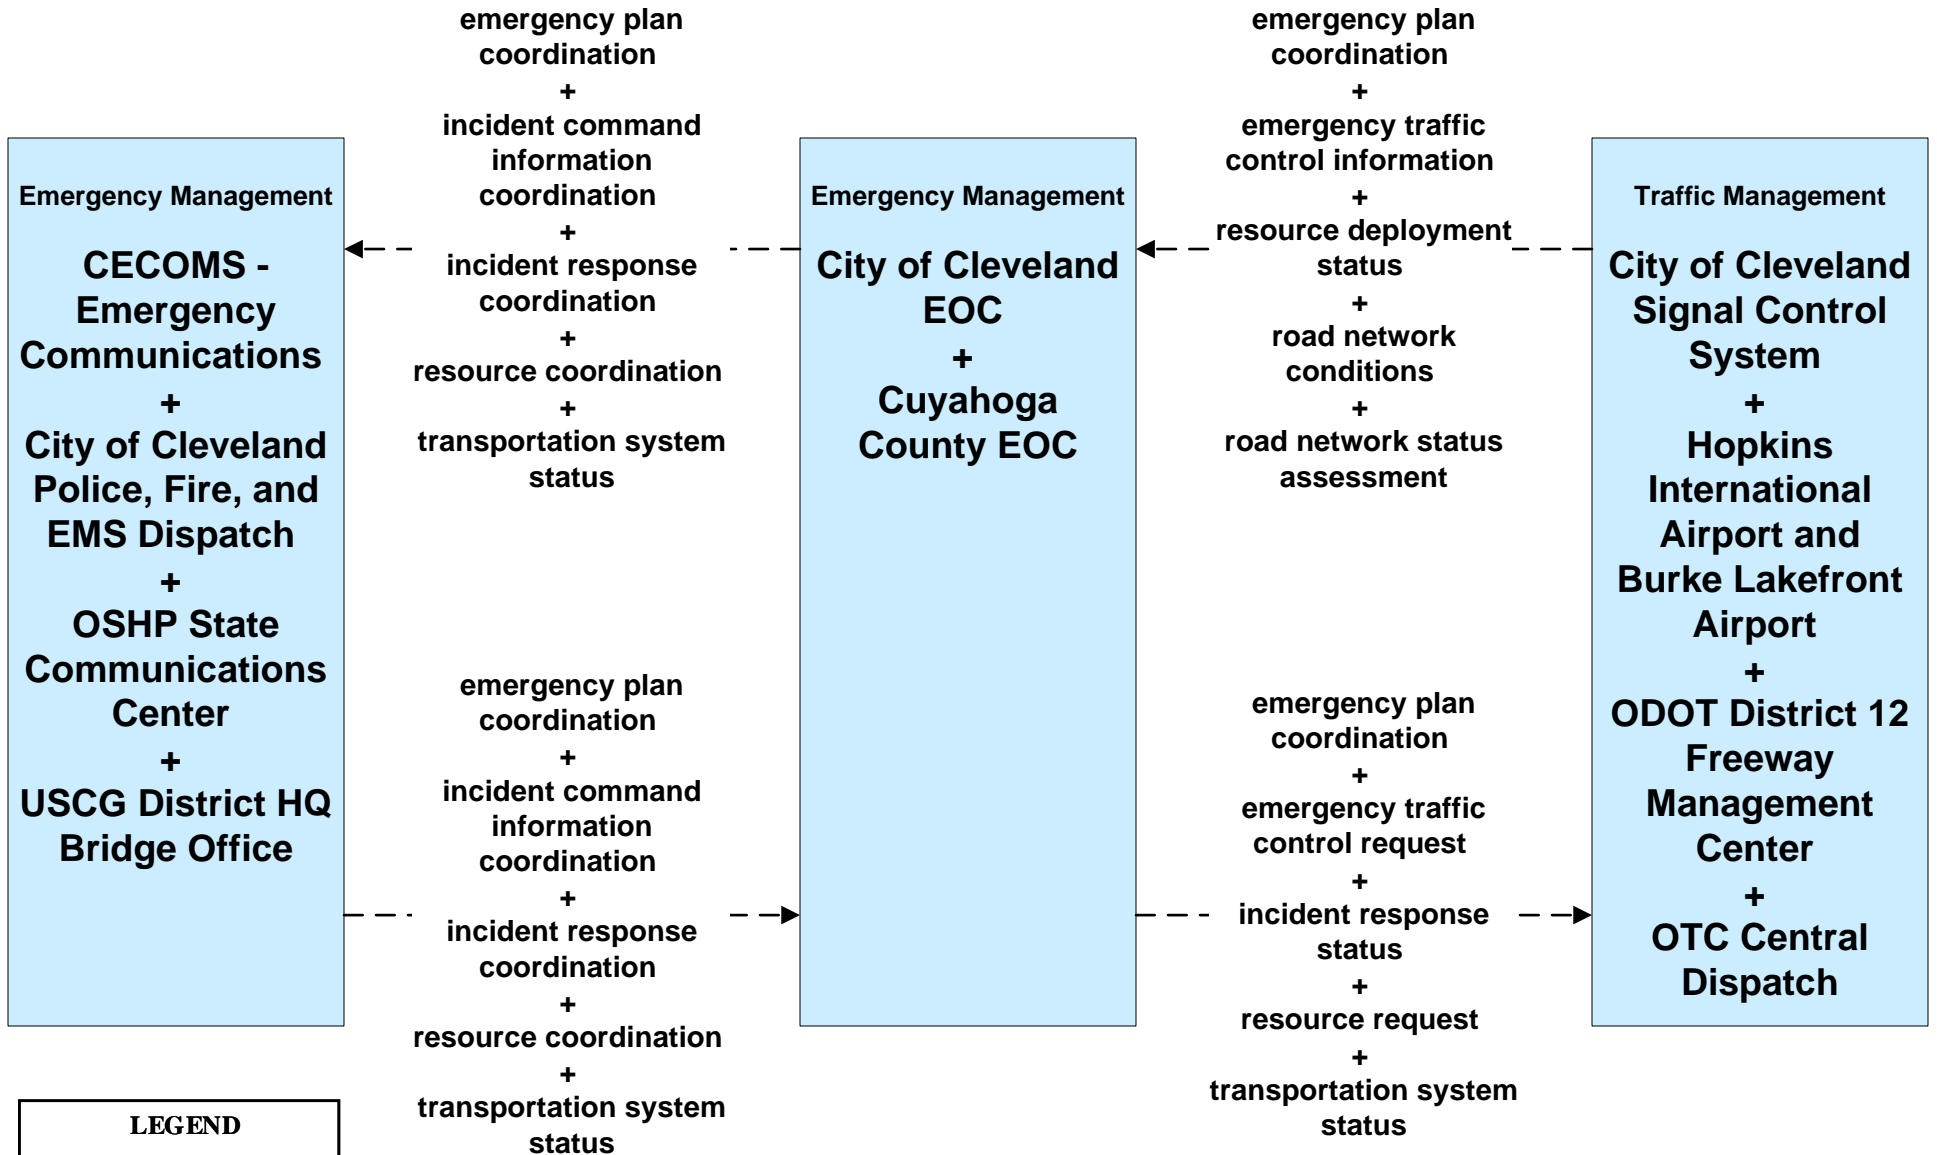 emergency plan
coordination
+
incident command
information
coordination
+
incident response
coordination
+
resource coordination
+
transportation system
status
emergency plan
coordination
+
emergency traffic
control information
+
resource deployment
status
+
road network
conditions
+
road network status
assessment
Emergency Management
CECOMS -
Emergency
Communications
+
City of Cleveland
Police, Fire, and
EMS Dispatch
+
OSHP State
Communications
Center
+
USCG District HQ
Bridge Office
Emergency Management
City of Cleveland
EOC
+
Cuyahoga
County EOC
Traffic Management
City of Cleveland
Signal Control
System
+
Hopkins
International
Airport and
Burke Lakefront
Airport
+
ODOT District 12
Freeway
Management
Center
+
OTC Central
Dispatch
emergency plan
coordination
+
incident command
information
coordination
+
incident response
coordination
+
resource coordination
+
transportation system
status
emergency plan
coordination
+
emergency traffic
control request
+
incident response
status
+
resource request
+
transportation system
status
LEGEND